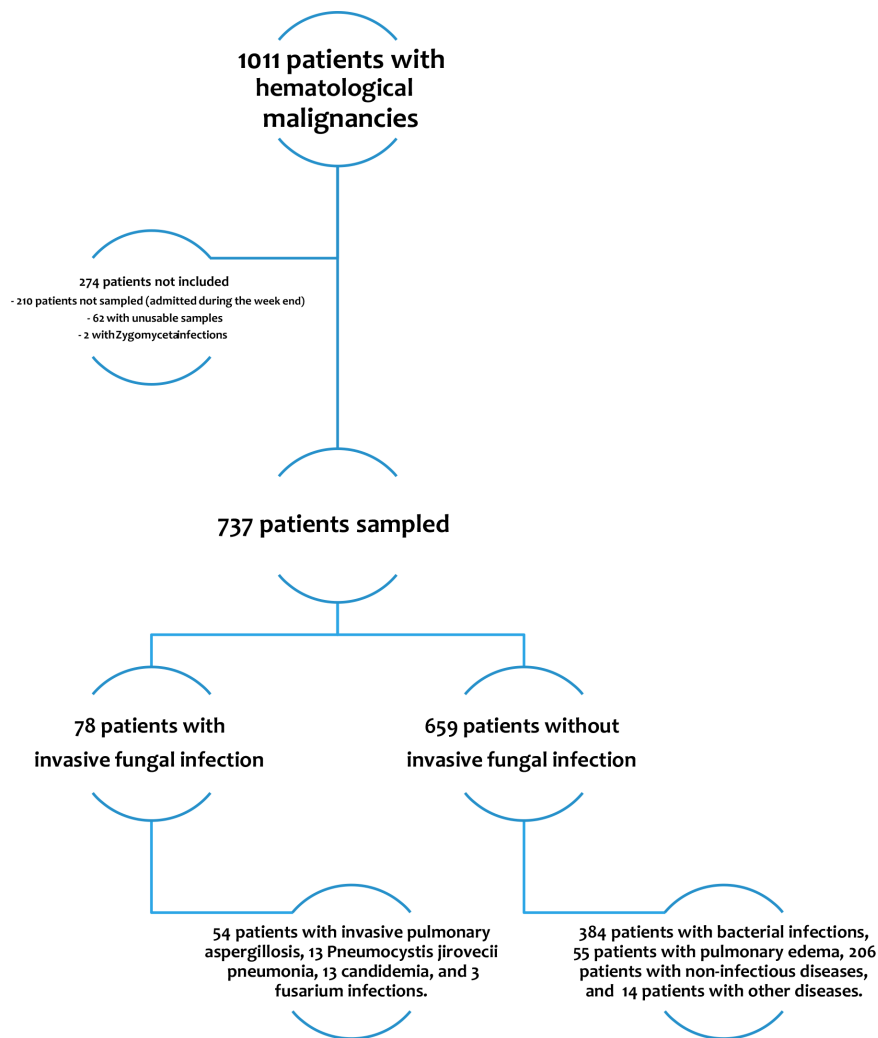 1011 patients with
hematological
malignancies
274 patients not included
- 210 patients not sampled (admitted during the week end)
- 62 with unusable samples
- 2 with Zygomycetainfections
737 patients sampled
78 patients with
invasive fungal infection
659 patients without
invasive fungal infection
54 patients with invasive pulmonary
aspergillosis, 13 Pneumocystis jirovecii
pneumonia, 13 candidemia, and 3
fusarium infections.
384 patients with bacterial infections,
55 patients with pulmonary edema, 206
patients with non-infectious diseases,
and 14 patients with other diseases.